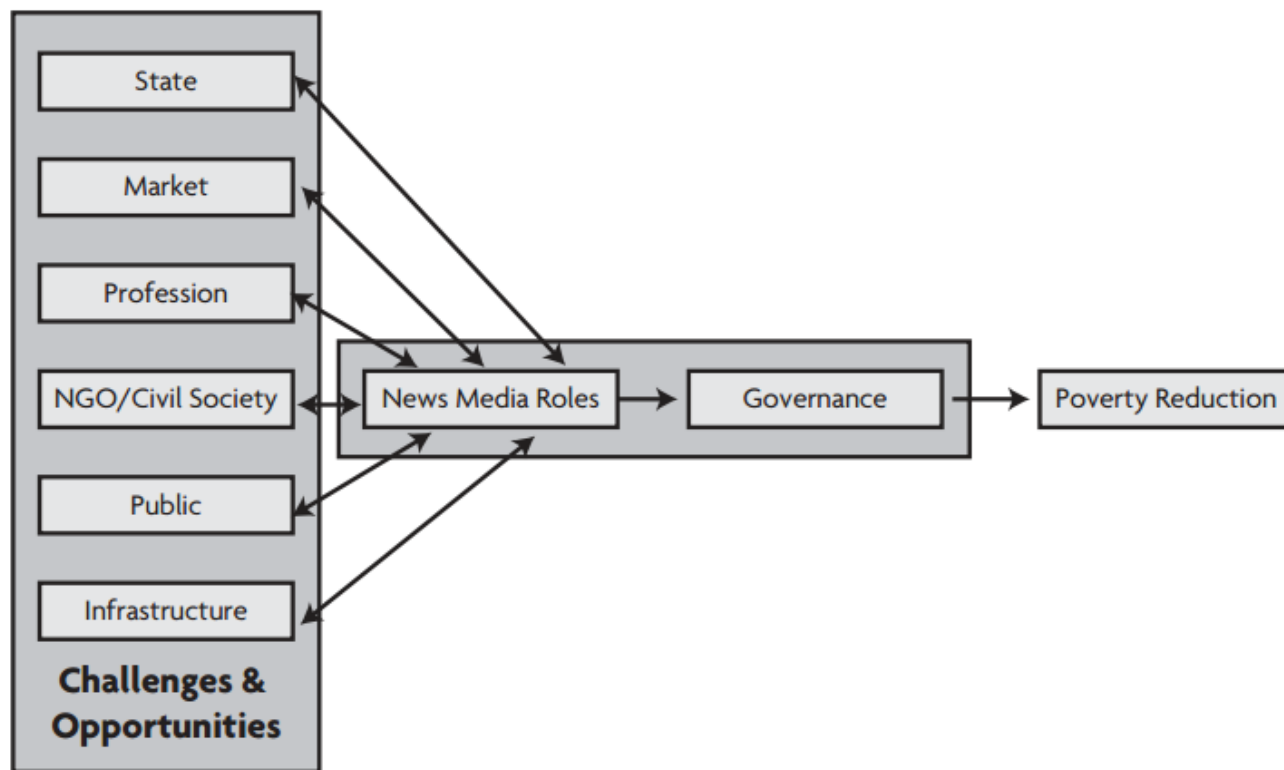 State
Market
Profession
NGO/Civil Society
News Media Roles
Governance
Poverty Reduction
Public
Infrastructure
Challenges &
Opportunities